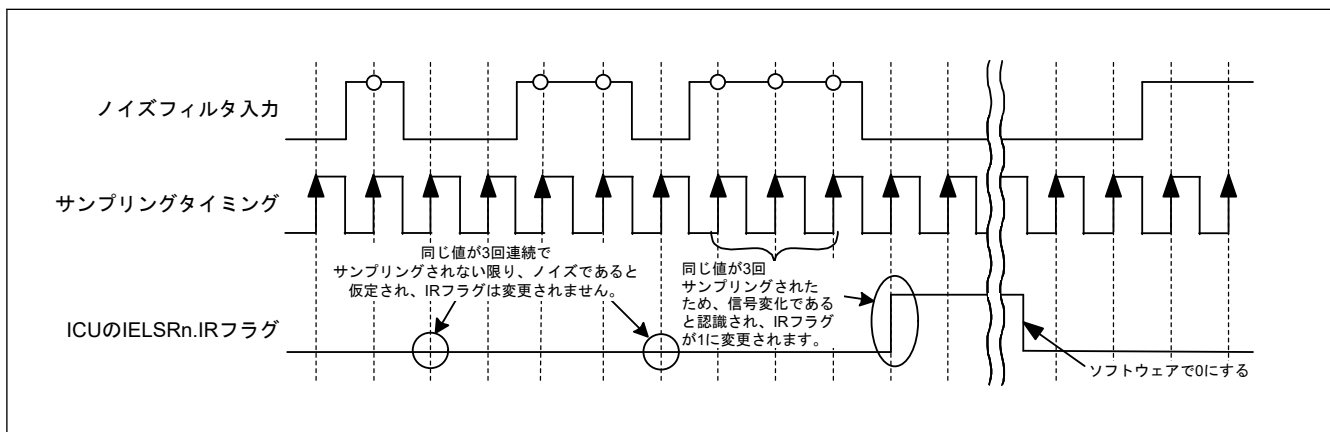 ノイズフィルタ入力
サンプリングタイミング
同じ値が3回連続で
サンプリングされない限り、ノイズであると
仮定され、IRフラグは変更されません。
同じ値が3回
サンプリングされた
ため、信号変化である
と認識され、IRフラグ
が1に変更されます。
ICUのIELSRn.IRフラグ
ソフトウェアで0にする